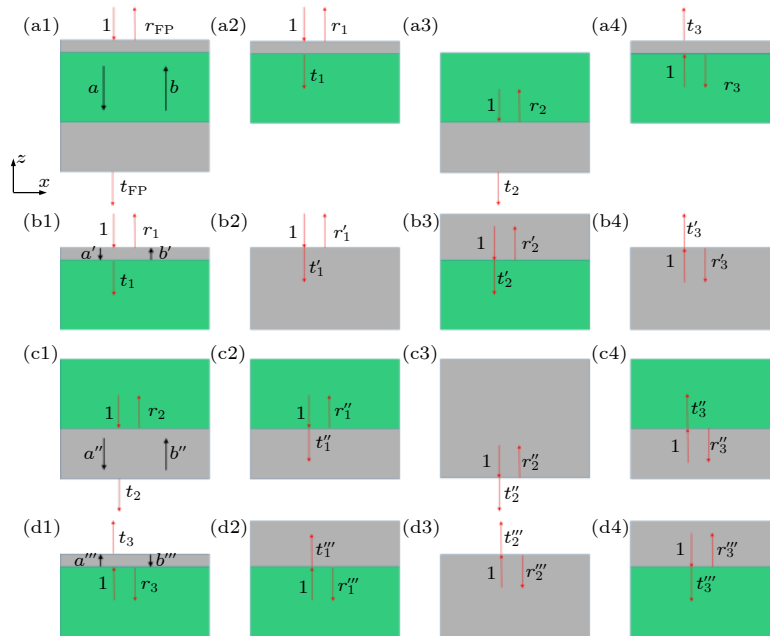 (a1) 1 r_FP a b t_FP
(a2) 1 r_1 t_1
(a3) 1 r_2 t_2
(a4) t_3 1 r_3
z x
(b1) 1 r_1 a′ b′ t_1
(b2) 1 r′_1 t′_1
(b3) 1 r′_2 t′_2
(b4) t′_3 1 r′_3
(c1) 1 r_2 a″ b″ t_2
(c2) 1 r″_1 t″_1
(c3) 1 r″_2 t″_2
(c4) t″_3 1 r″_3
(d1) t_3 a‴ b‴ 1 r_3
(d2) t‴_1 1 r‴_1
(d3) t‴_2 1 r‴_2
(d4) 1 r‴_3 t‴_3